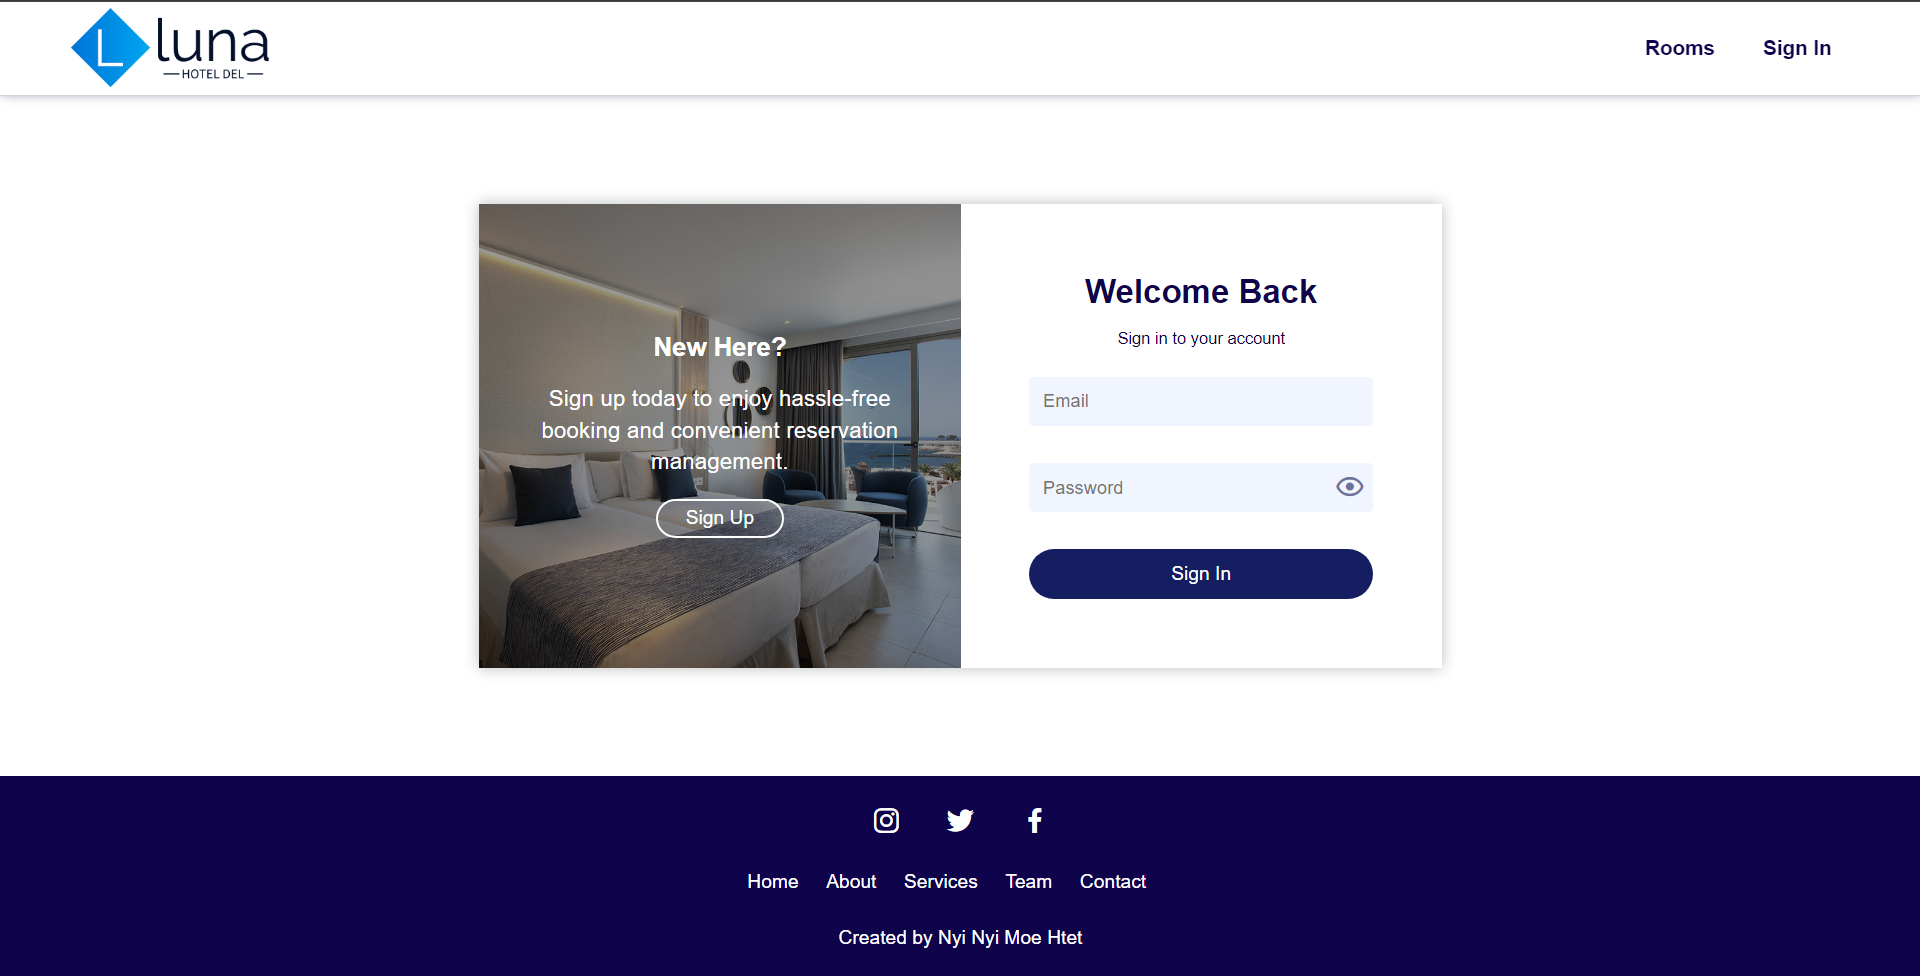 L luna
HOTEL DEL
Rooms
Sign In
New Here?
Sign up today to enjoy hassle-free
booking and convenient reservation
management.
Sign Up
Welcome Back
Sign in to your account
Email
Password
Sign In
Home
About
Services
Team
Contact
Created by Nyi Nyi Moe Htet